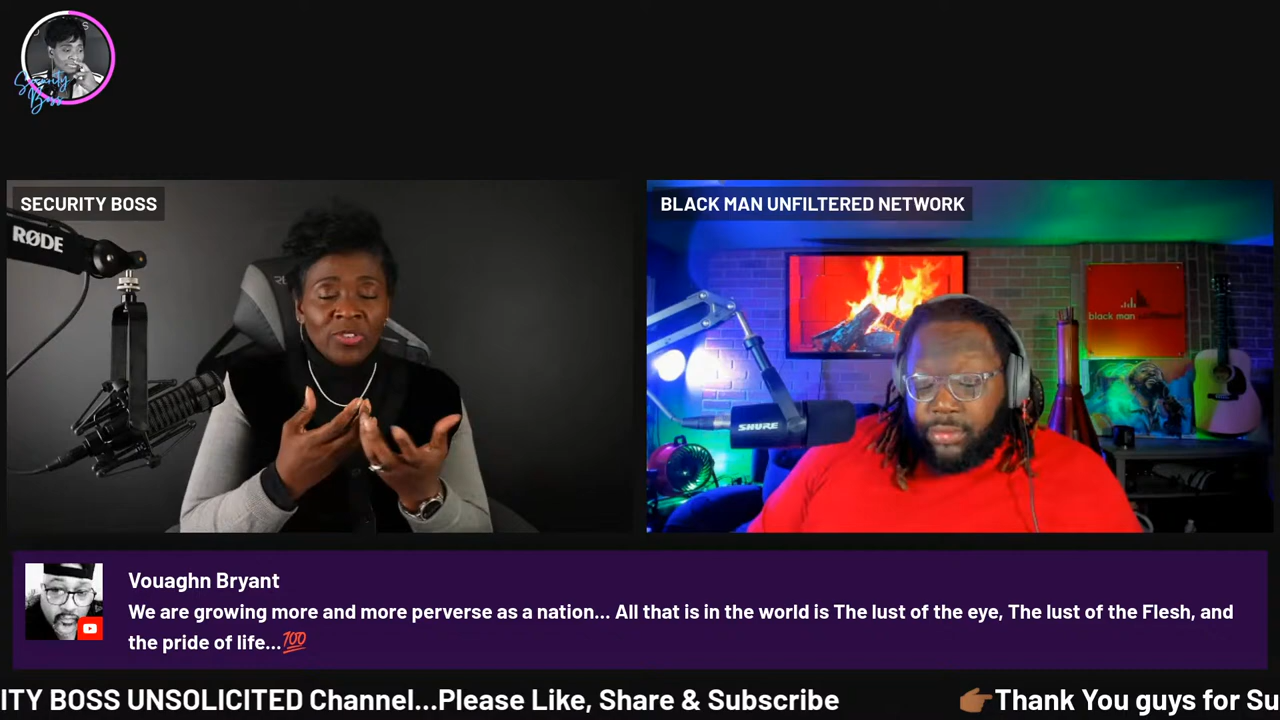 Security
Boss
SECURITY BOSS
BLACK MAN UNFILTERED NETWORK
RØDE
black man
SHURE
Vouaghn Bryant
We are growing more and more perverse as a nation... All that is in the world is The lust of the eye, The lust of the Flesh, and
the pride of life...💯
ITY BOSS UNSOLICITED Channel...Please Like, Share & Subscribe 👉🏾Thank You guys for Su